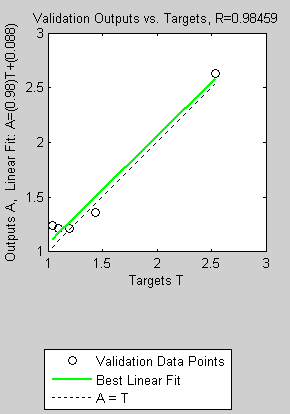 Validation Outputs vs. Targets, R=0.98459
Outputs A, Linear Fit: A=(0.98)T+(0.088)
3
2.5
2
1.5
1
1 1.5 2 2.5 3
Targets T
Validation Data Points
Best Linear Fit
A = T